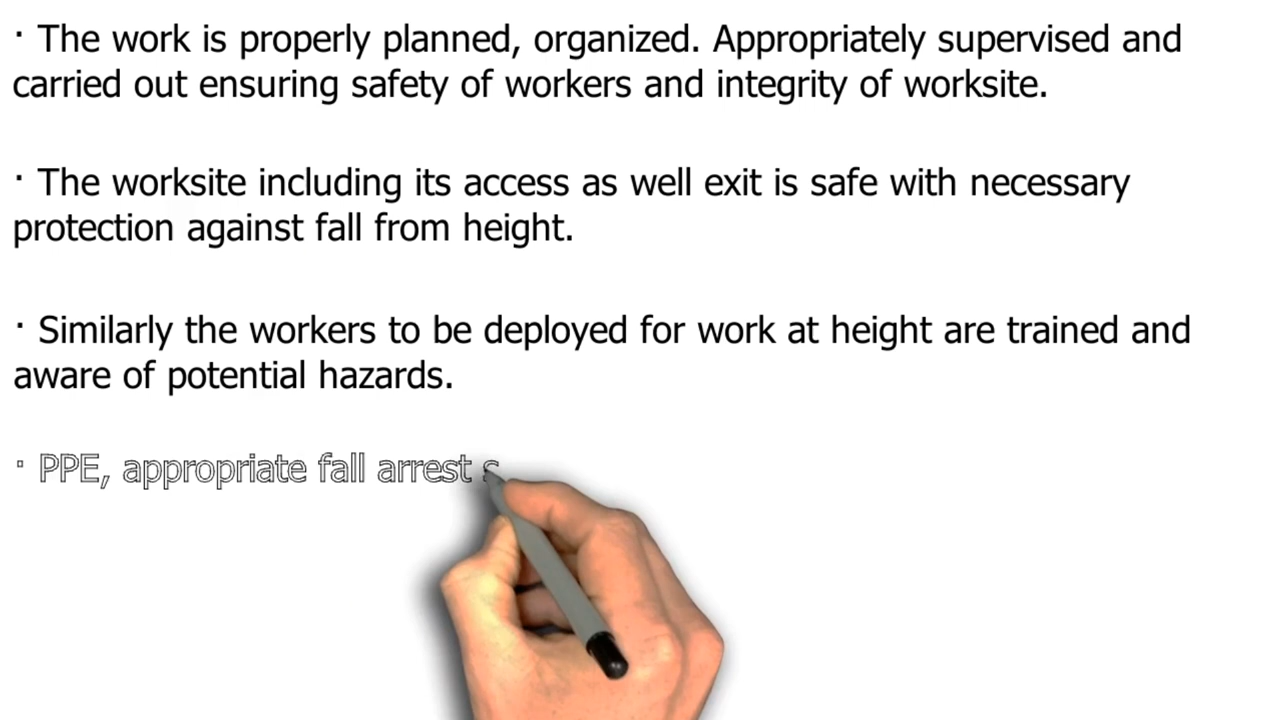 · The work is properly planned, organized. Appropriately supervised and
carried out ensuring safety of workers and integrity of worksite.
· The worksite including its access as well exit is safe with necessary
protection against fall from height.
· Similarly the workers to be deployed for work at height are trained and
aware of potential hazards.
· PPE, appropriate fall arrest s